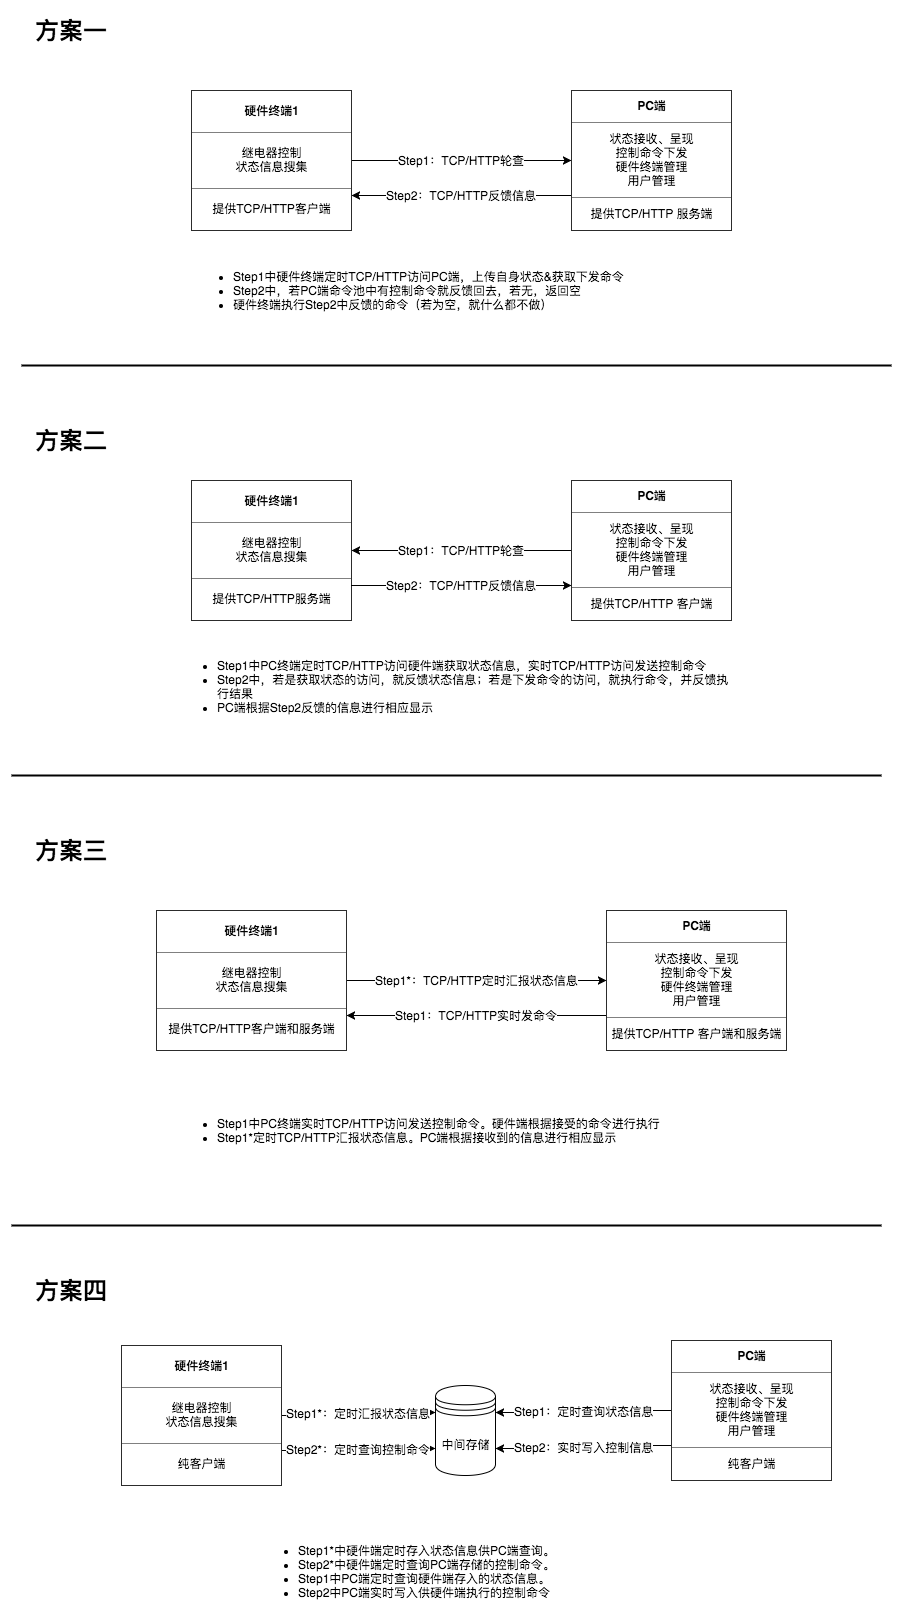 方案一
硬件终端1
继电器控制
状态信息搜集
提供TCP/HTTP客户端
Step1：TCP/HTTP轮查
Step2：TCP/HTTP反馈信息
PC端
状态接收、呈现
控制命令下发
硬件终端管理
用户管理
提供TCP/HTTP 服务端
Step1中硬件终端定时TCP/HTTP访问PC端，上传自身状态&获取下发命令
Step2中，若PC端命令池中有控制命令就反馈回去，若无，返回空
硬件终端执行Step2中反馈的命令（若为空，就什么都不做）
方案二
硬件终端1
继电器控制
状态信息搜集
提供TCP/HTTP服务端
Step1：TCP/HTTP轮查
Step2：TCP/HTTP反馈信息
PC端
状态接收、呈现
控制命令下发
硬件终端管理
用户管理
提供TCP/HTTP 客户端
Step1中PC终端定时TCP/HTTP访问硬件端获取状态信息，实时TCP/HTTP访问发送控制命令
Step2中，若是获取状态的访问，就反馈状态信息；若是下发命令的访问，就执行命令，并反馈执
行结果
PC端根据Step2反馈的信息进行相应显示
方案三
硬件终端1
继电器控制
状态信息搜集
提供TCP/HTTP客户端和服务端
Step1*：TCP/HTTP定时汇报状态信息
Step1：TCP/HTTP实时发命令
PC端
状态接收、呈现
控制命令下发
硬件终端管理
用户管理
提供TCP/HTTP 客户端和服务端
Step1中PC终端实时TCP/HTTP访问发送控制命令。硬件端根据接受的命令进行执行
Step1*定时TCP/HTTP汇报状态信息。PC端根据接收到的信息进行相应显示
方案四
硬件终端1
继电器控制
状态信息搜集
纯客户端
Step1*：定时汇报状态信息
Step2*：定时查询控制命令
中间存储
Step1：定时查询状态信息
Step2：实时写入控制信息
PC端
状态接收、呈现
控制命令下发
硬件终端管理
用户管理
纯客户端
Step1*中硬件端定时存入状态信息供PC端查询。
Step2*中硬件端定时查询PC端存储的控制命令。
Step1中PC端定时查询硬件端存入的状态信息。
Step2中PC端实时写入供硬件端执行的控制命令